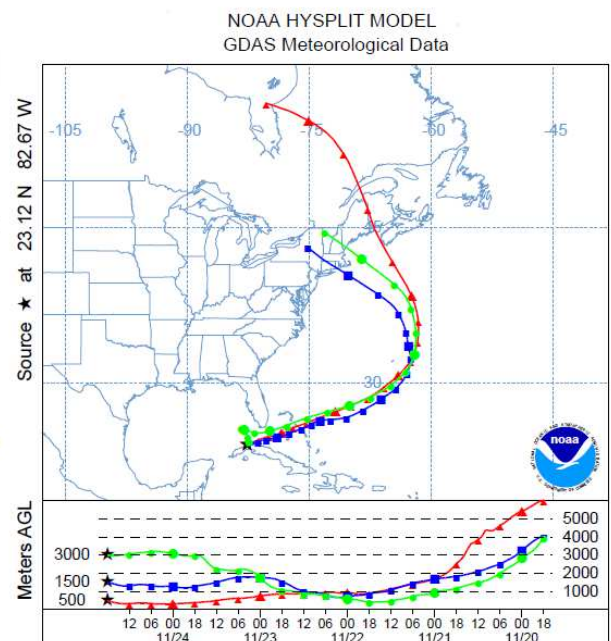 NOAA HYSPLIT MODEL
GDAS Meteorological Data
Source ★ at 23.12 N 82.67 W
-105
-90
-75
-60
-45
45
30
noaa
Meters AGL
3000
1500
500
5000
4000
3000
2000
1000
12 06 00 18 12 06 00 18 12 06 00 18 12 06 00 18 12 06 00 18
11/24 11/23 11/22 11/21 11/20